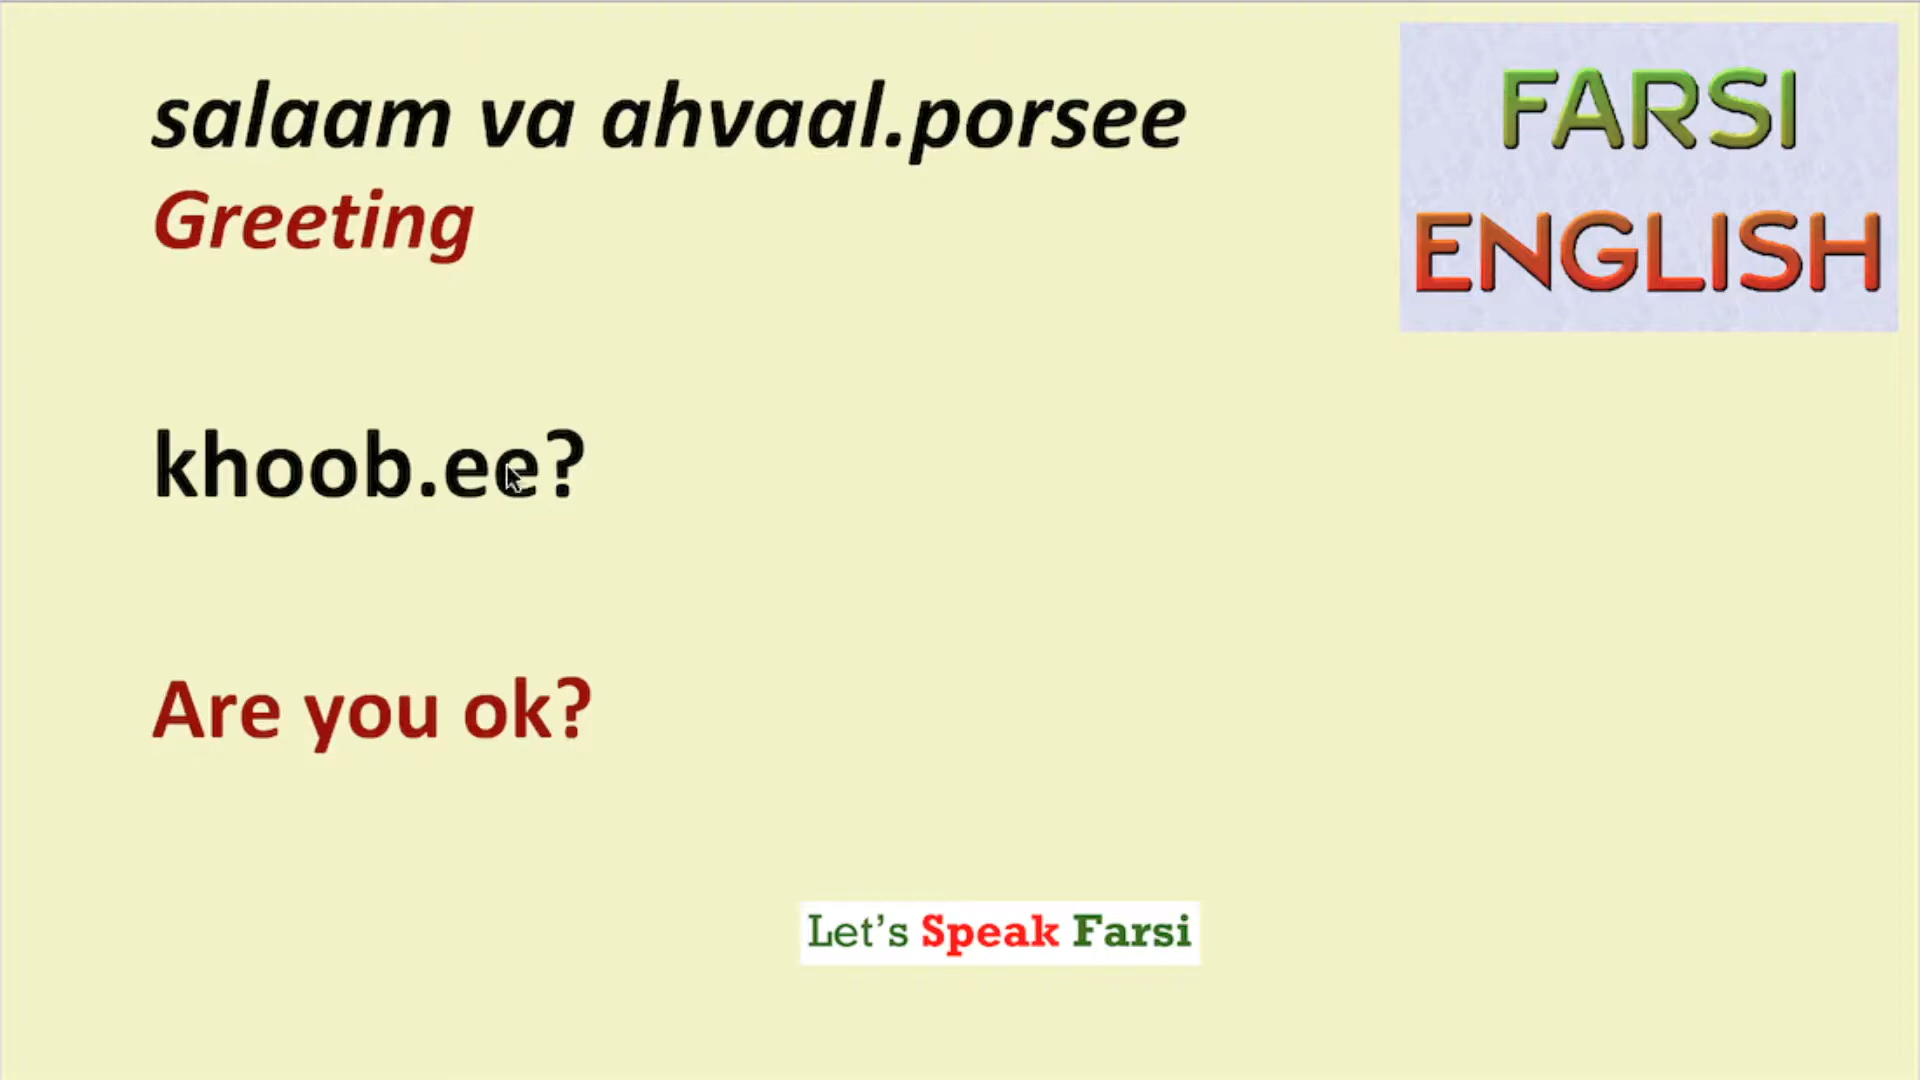 salaam va ahvaal.porsee
Greeting
FARSI
ENGLISH
khoob.ee?
Are you ok?
Let's Speak Farsi